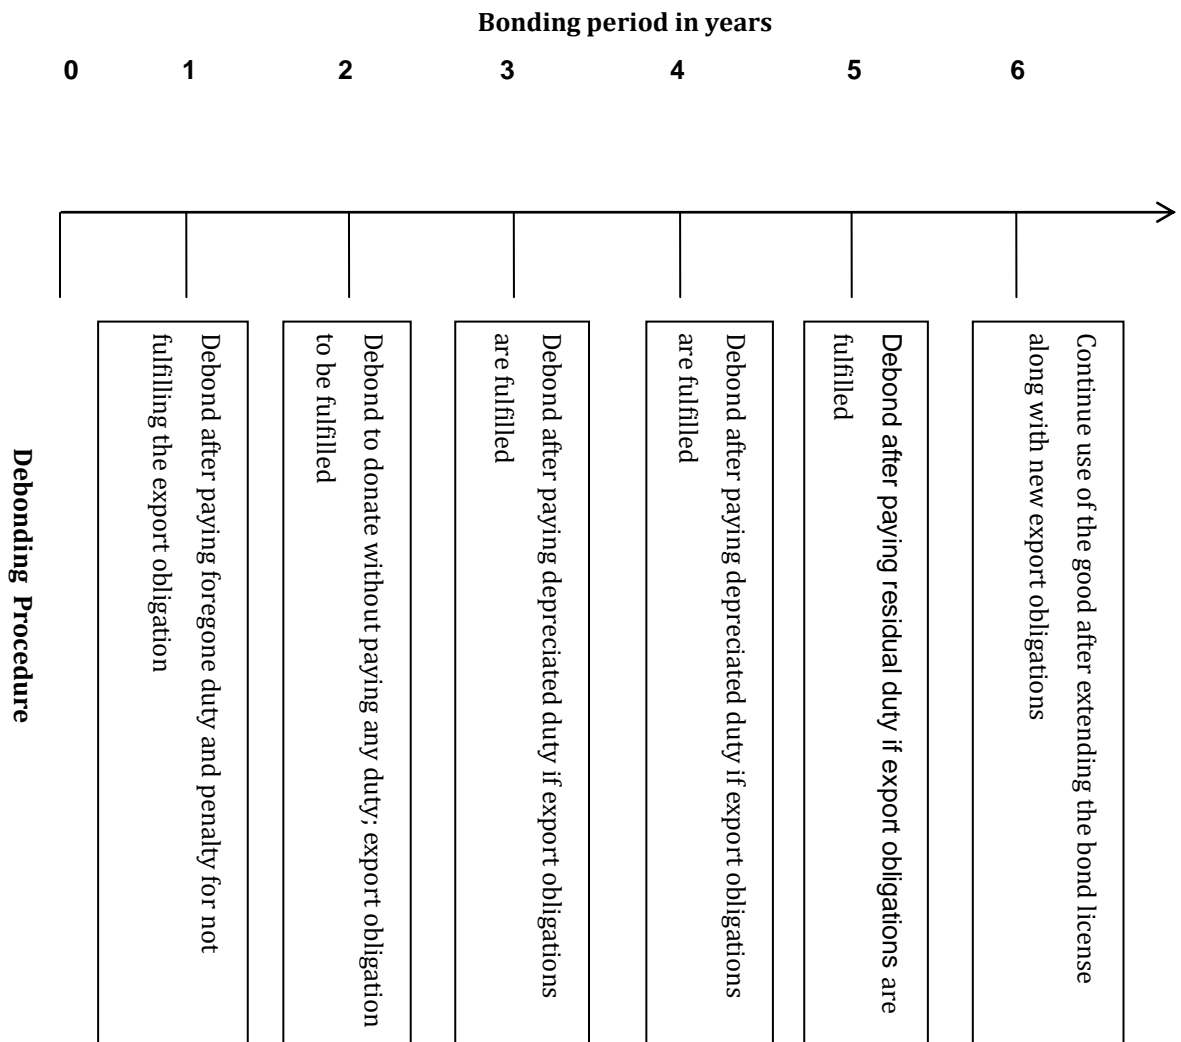 Bonding period in years
0 1 2 3 4 5 6
Debonding Procedure
Debond after paying foregone duty and penalty for not
fulfilling the export obligation
Debond to donate without paying any duty; export obligation
to be fulfilled
Debond after paying depreciated duty if export obligations
are fulfilled
Debond after paying depreciated duty if export obligations
are fulfilled
Debond after paying residual duty if export obligations are
fulfilled
Continue use of the good after extending the bond license
along with new export obligations